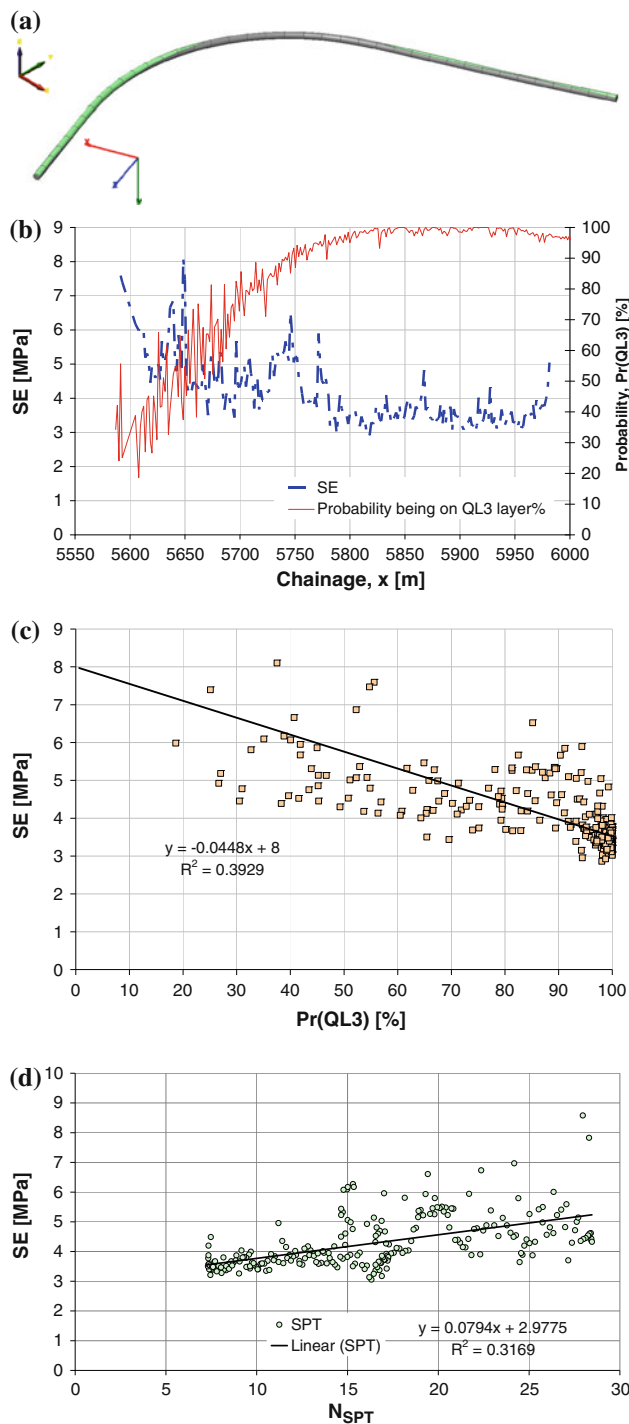 (a)
(b)
9
8
7
6
5
4
3
2
1
0
SE [MPa]
100
90
80
70
60
50
40
30
20
10
0
Probability, Pr(QL3) [%]
SE
Probability being on QL3 layer%
5550 5600 5650 5700 5750 5800 5850 5900 5950 6000
Chainage, x [m]
(c)
9
8
7
6
5
4
3
2
1
0
SE [MPa]
y = -0.0448x + 8
R² = 0.3929
0 10 20 30 40 50 60 70 80 90 100
Pr(QL3) [%]
(d)
10
9
8
7
6
5
4
3
2
1
0
SE [MPa]
SPT
Linear (SPT)
y = 0.0794x + 2.9775
R² = 0.3169
0 5 10 15 20 25 30
N_SPT